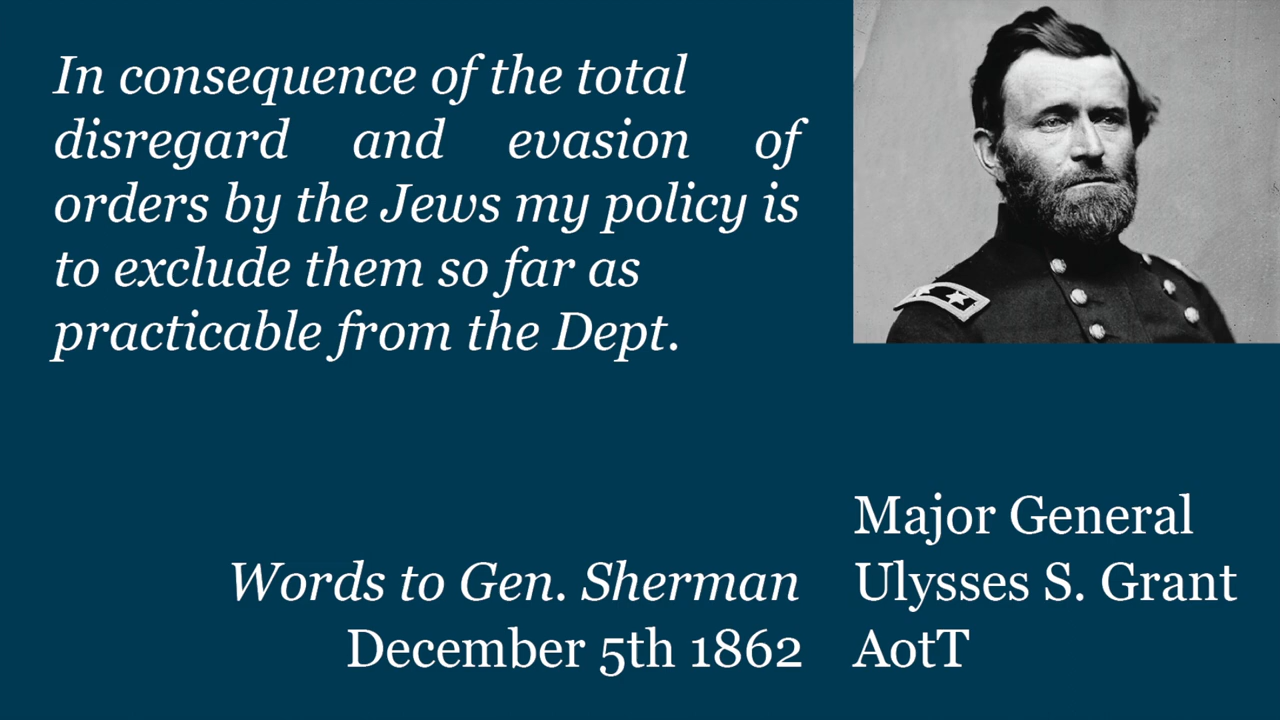 In consequence of the total
disregard and evasion of
orders by the Jews my policy is
to exclude them so far as
practicable from the Dept.
Words to Gen. Sherman
December 5th 1862
Major General
Ulysses S. Grant
AotT